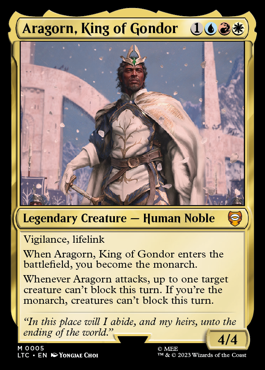 Aragorn, King of Gondor 1
Legendary Creature — Human Noble
Vigilance, lifelink
When Aragorn, King of Gondor enters the
battlefield, you become the monarch.
Whenever Aragorn attacks, up to one target
creature can't block this turn. If you're the
monarch, creatures can't block this turn.
"In this place I will abide, and my heirs, unto
the ending of the world."
4/4
M 0005
LTC • EN Yongjae Choi
© MEE
™ & © 2023 Wizards of the Coast